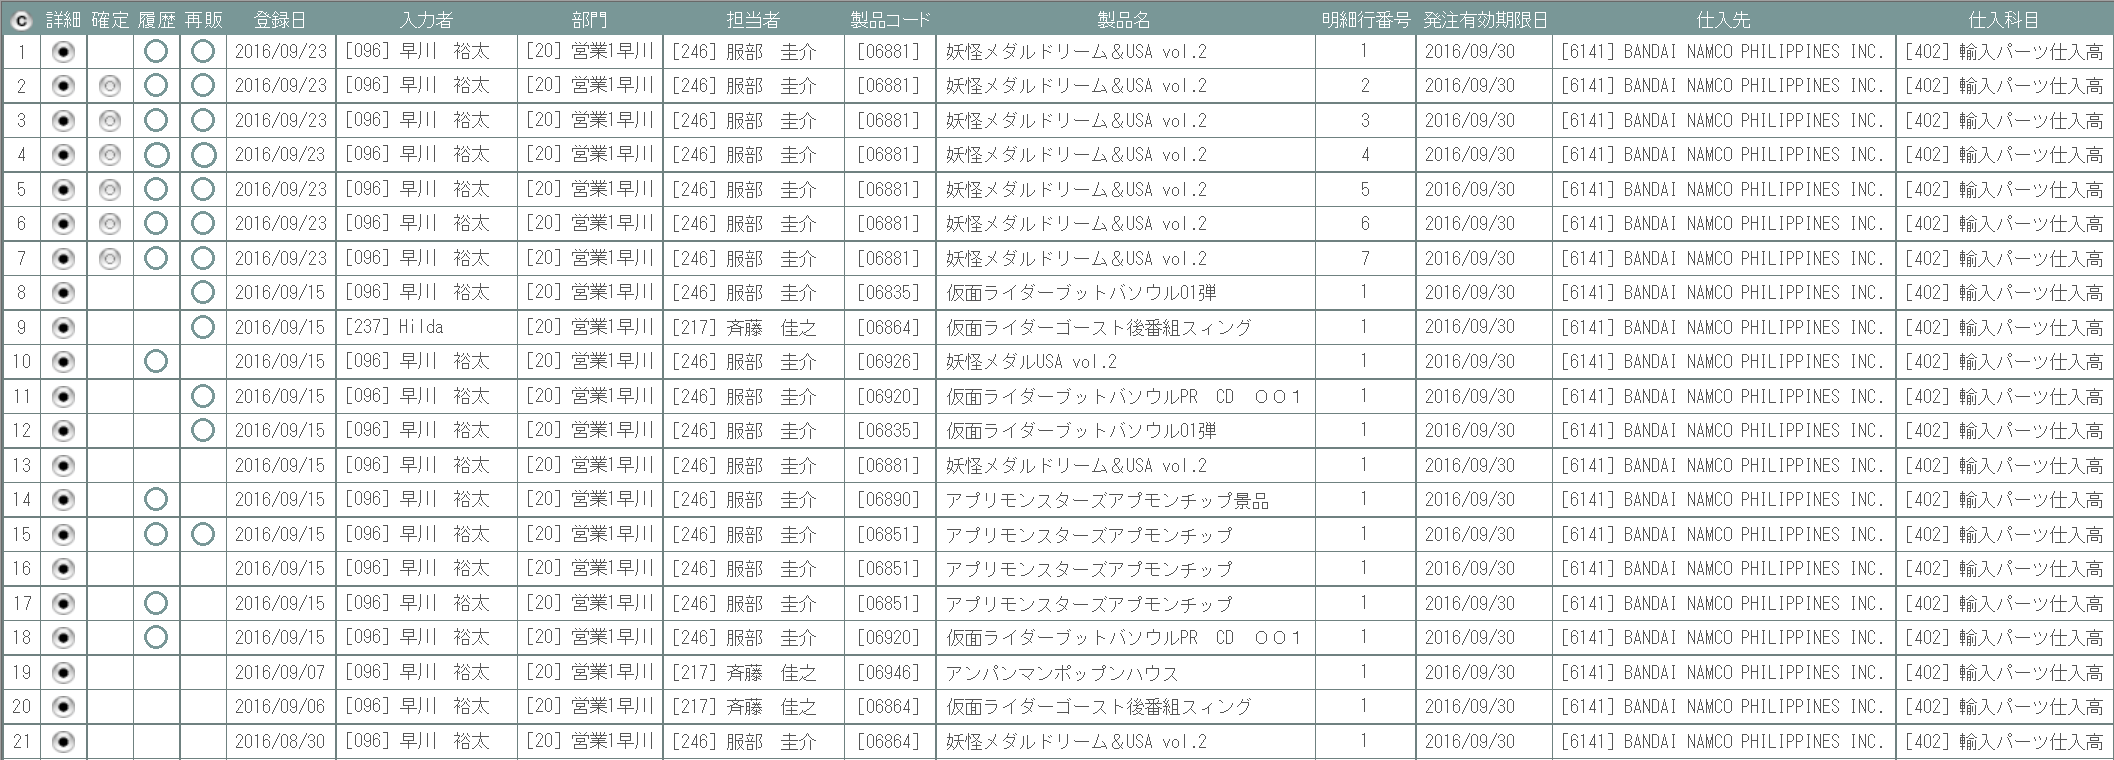 C 詳細 確定 履歴 再販 登録日 入力者 部門 担当者 製品コード 製品名 明細行番号 発注有効期限日 仕入先 仕入科目
1 2016/09/23 [096] 早川　裕太 [20] 営業1早川 [246] 服部　圭介 [06881] 妖怪メダルドリーム＆USA vol.2 1 2016/09/30 [6141] BANDAI NAMCO PHILIPPINES INC. [402] 輸入パーツ仕入高
2 2016/09/23 [096] 早川　裕太 [20] 営業1早川 [246] 服部　圭介 [06881] 妖怪メダルドリーム＆USA vol.2 2 2016/09/30 [6141] BANDAI NAMCO PHILIPPINES INC. [402] 輸入パーツ仕入高
3 2016/09/23 [096] 早川　裕太 [20] 営業1早川 [246] 服部　圭介 [06881] 妖怪メダルドリーム＆USA vol.2 3 2016/09/30 [6141] BANDAI NAMCO PHILIPPINES INC. [402] 輸入パーツ仕入高
4 2016/09/23 [096] 早川　裕太 [20] 営業1早川 [246] 服部　圭介 [06881] 妖怪メダルドリーム＆USA vol.2 4 2016/09/30 [6141] BANDAI NAMCO PHILIPPINES INC. [402] 輸入パーツ仕入高
5 2016/09/23 [096] 早川　裕太 [20] 営業1早川 [246] 服部　圭介 [06881] 妖怪メダルドリーム＆USA vol.2 5 2016/09/30 [6141] BANDAI NAMCO PHILIPPINES INC. [402] 輸入パーツ仕入高
6 2016/09/23 [096] 早川　裕太 [20] 営業1早川 [246] 服部　圭介 [06881] 妖怪メダルドリーム＆USA vol.2 6 2016/09/30 [6141] BANDAI NAMCO PHILIPPINES INC. [402] 輸入パーツ仕入高
7 2016/09/23 [096] 早川　裕太 [20] 営業1早川 [246] 服部　圭介 [06881] 妖怪メダルドリーム＆USA vol.2 7 2016/09/30 [6141] BANDAI NAMCO PHILIPPINES INC. [402] 輸入パーツ仕入高
8 2016/09/15 [096] 早川　裕太 [20] 営業1早川 [246] 服部　圭介 [06835] 仮面ライダーブットバソウル01弾 1 2016/09/30 [6141] BANDAI NAMCO PHILIPPINES INC. [402] 輸入パーツ仕入高
9 2016/09/15 [237] Hilda [20] 営業1早川 [217] 斉藤　佳之 [06864] 仮面ライダーゴースト後番組スィング 1 2016/09/30 [6141] BANDAI NAMCO PHILIPPINES INC. [402] 輸入パーツ仕入高
10 2016/09/15 [096] 早川　裕太 [20] 営業1早川 [246] 服部　圭介 [06926] 妖怪メダルUSA vol.2 1 2016/09/30 [6141] BANDAI NAMCO PHILIPPINES INC. [402] 輸入パーツ仕入高
11 2016/09/15 [096] 早川　裕太 [20] 営業1早川 [246] 服部　圭介 [06920] 仮面ライダーブットバソウルPR　CD　００１ 1 2016/09/30 [6141] BANDAI NAMCO PHILIPPINES INC. [402] 輸入パーツ仕入高
12 2016/09/15 [096] 早川　裕太 [20] 営業1早川 [246] 服部　圭介 [06835] 仮面ライダーブットバソウル01弾 1 2016/09/30 [6141] BANDAI NAMCO PHILIPPINES INC. [402] 輸入パーツ仕入高
13 2016/09/15 [096] 早川　裕太 [20] 営業1早川 [246] 服部　圭介 [06881] 妖怪メダルドリーム＆USA vol.2 1 2016/09/30 [6141] BANDAI NAMCO PHILIPPINES INC. [402] 輸入パーツ仕入高
14 2016/09/15 [096] 早川　裕太 [20] 営業1早川 [246] 服部　圭介 [06890] アプリモンスターズアプモンチップ景品 1 2016/09/30 [6141] BANDAI NAMCO PHILIPPINES INC. [402] 輸入パーツ仕入高
15 2016/09/15 [096] 早川　裕太 [20] 営業1早川 [246] 服部　圭介 [06851] アプリモンスターズアプモンチップ 1 2016/09/30 [6141] BANDAI NAMCO PHILIPPINES INC. [402] 輸入パーツ仕入高
16 2016/09/15 [096] 早川　裕太 [20] 営業1早川 [246] 服部　圭介 [06851] アプリモンスターズアプモンチップ 1 2016/09/30 [6141] BANDAI NAMCO PHILIPPINES INC. [402] 輸入パーツ仕入高
17 2016/09/15 [096] 早川　裕太 [20] 営業1早川 [246] 服部　圭介 [06851] アプリモンスターズアプモンチップ 1 2016/09/30 [6141] BANDAI NAMCO PHILIPPINES INC. [402] 輸入パーツ仕入高
18 2016/09/15 [096] 早川　裕太 [20] 営業1早川 [246] 服部　圭介 [06920] 仮面ライダーブットバソウルPR　CD　００１ 1 2016/09/30 [6141] BANDAI NAMCO PHILIPPINES INC. [402] 輸入パーツ仕入高
19 2016/09/07 [096] 早川　裕太 [20] 営業1早川 [217] 斉藤　佳之 [06946] アンパンマンポップンハウス 1 2016/09/30 [6141] BANDAI NAMCO PHILIPPINES INC. [402] 輸入パーツ仕入高
20 2016/09/06 [096] 早川　裕太 [20] 営業1早川 [217] 斉藤　佳之 [06864] 仮面ライダーゴースト後番組スィング 1 2016/09/30 [6141] BANDAI NAMCO PHILIPPINES INC. [402] 輸入パーツ仕入高
21 2016/08/30 [096] 早川　裕太 [20] 営業1早川 [246] 服部　圭介 [06864] 妖怪メダルドリーム＆USA vol.2 1 2016/09/30 [6141] BANDAI NAMCO PHILIPPINES INC. [402] 輸入パーツ仕入高